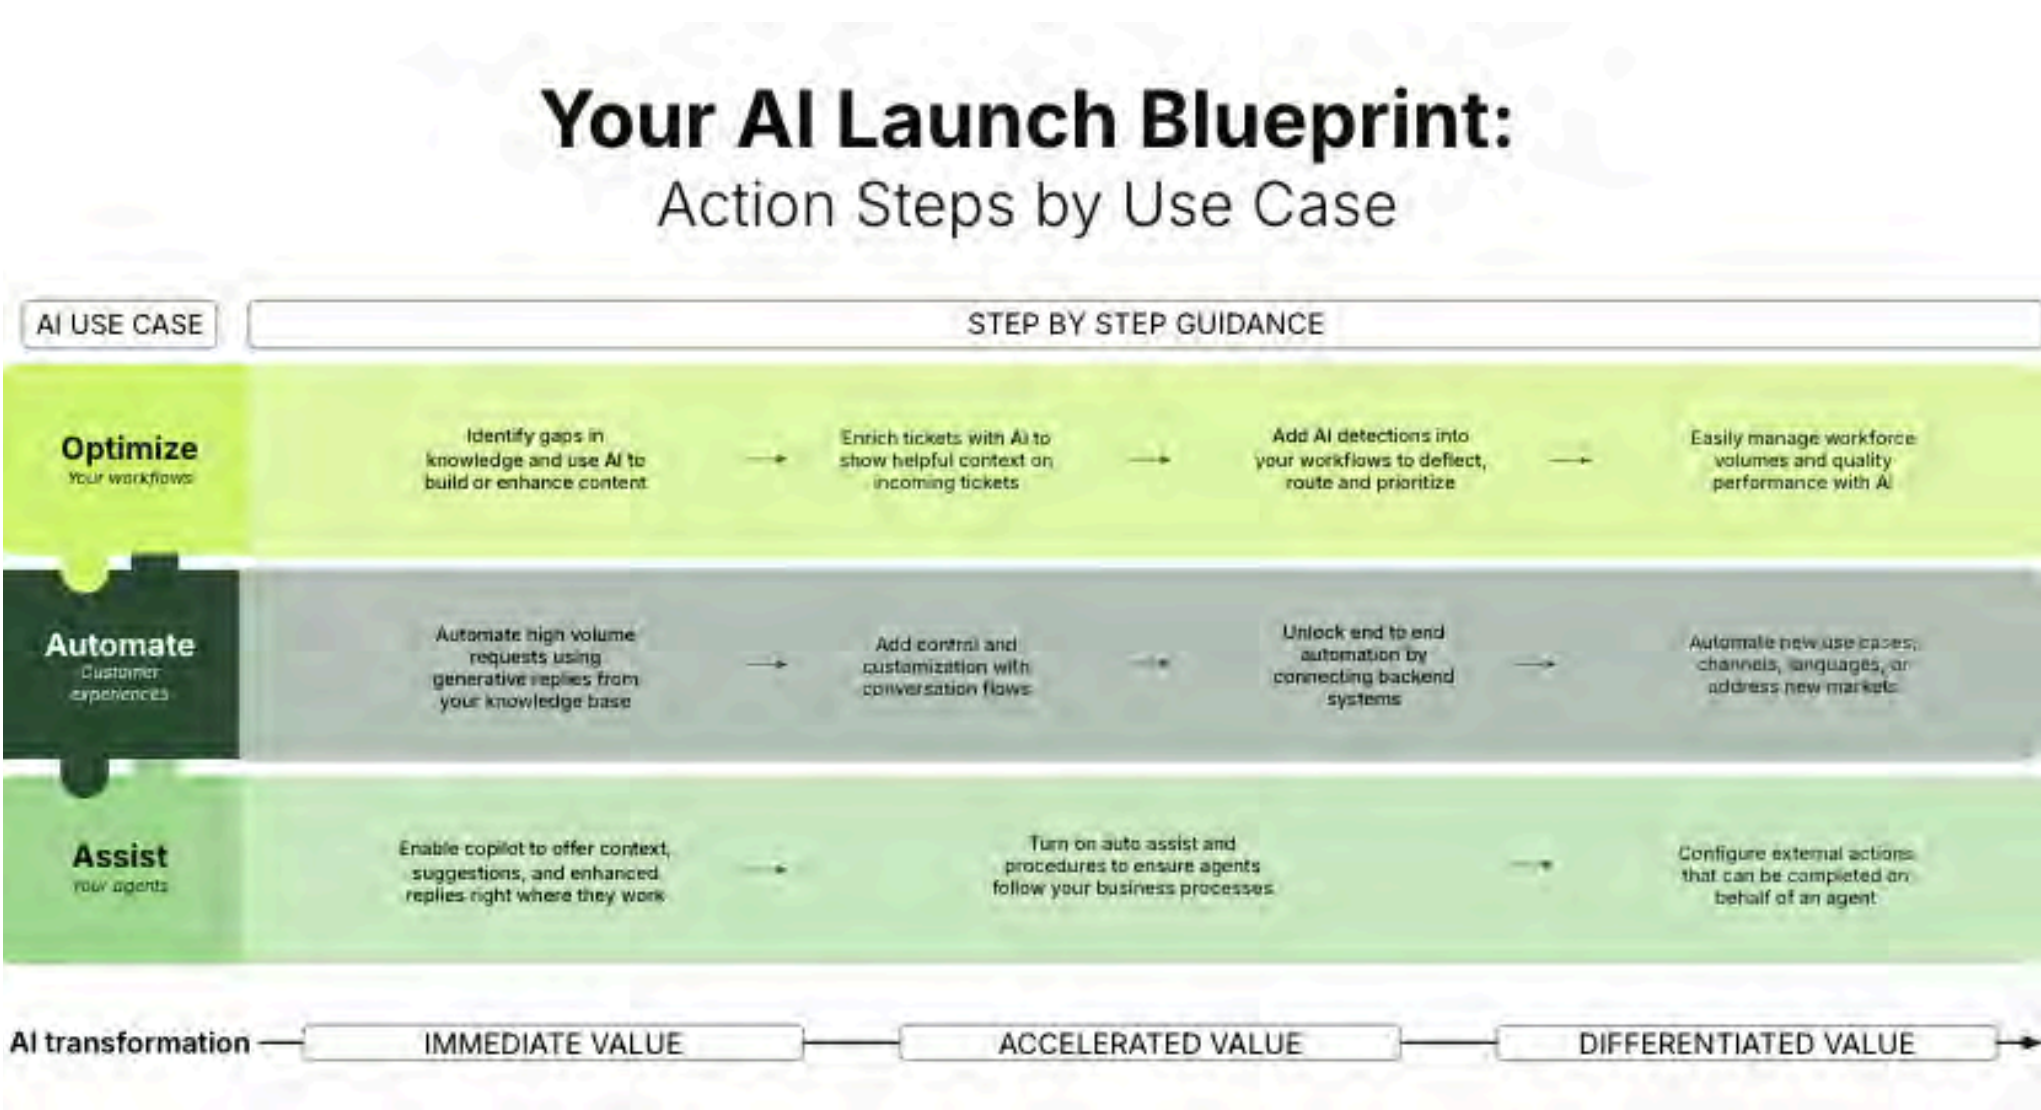 Your AI Launch Blueprint:
Action Steps by Use Case
AI USE CASE
STEP BY STEP GUIDANCE
Optimize
Your workflows
Identify gaps in
knowledge and use AI to
build or enhance content
Enrich tickets with AI to
show helpful context on
incoming tickets
Add AI detections into
your workflows to deflect,
route and prioritize
Easily manage workforce
volumes and quality
performance with AI
Automate
Customer
experiences
Automate high volume
requests using
generative replies from
your knowledge base
Add control and
customization with
conversation flows
Unlock end to end
automation by
connecting backend
systems
Automate new use cases,
channels, languages, or
address new markets
Assist
Your agents
Enable copilot to offer context,
suggestions, and enhanced
replies right where they work
Turn on auto assist and
procedures to ensure agents
follow your business processes
Configure external actions
that can be completed on
behalf of an agent
AI transformation
IMMEDIATE VALUE
ACCELERATED VALUE
DIFFERENTIATED VALUE